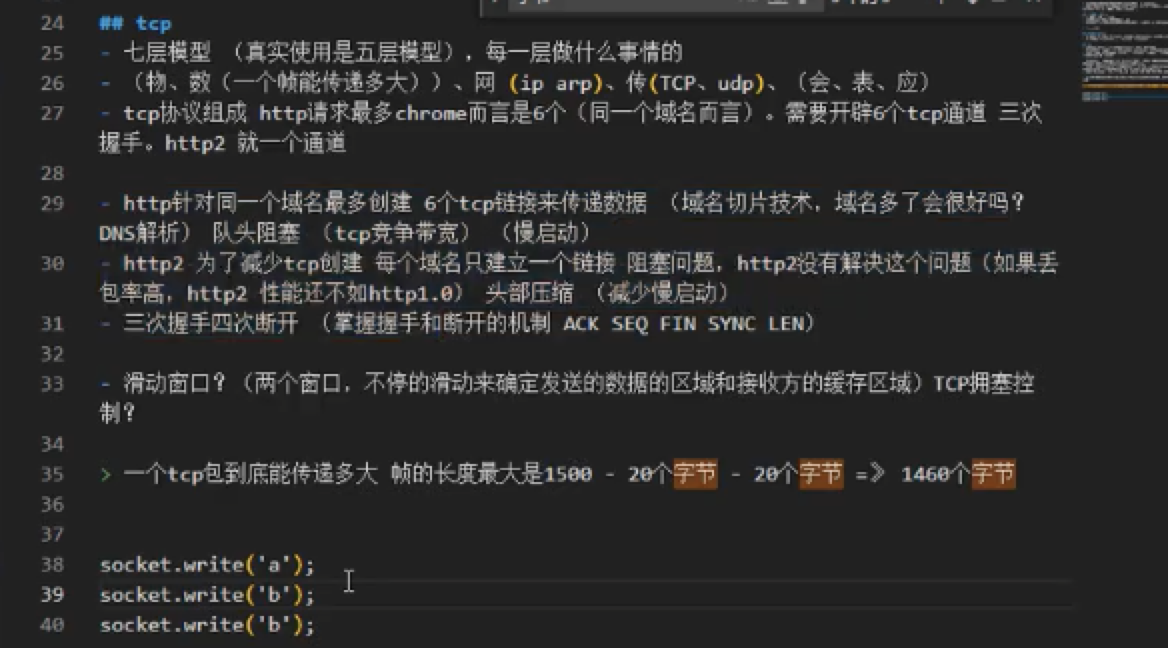 24 ## tcp
25 - 七层模型 （真实使用是五层模型），每一层做什么事情的
26 - （物、数（一个帧能传递多大））、网 (ip arp)、传(TCP、udp)、（会、表、应）
27 - tcp协议组成 http请求最多chrome而言是6个（同一个域名而言）。需要开辟6个tcp通道 三次
握手。http2 就一个通道
28
29 - http针对同一个域名最多创建 6个tcp链接来传递数据 （域名切片技术，域名多了会很好吗？
DNS解析） 队头阻塞 （tcp竞争带宽） （慢启动）
30 - http2 为了减少tcp创建 每个域名只建立一个链接 阻塞问题，http2没有解决这个问题（如果丢
包率高，http2 性能还不如http1.0） 头部压缩 （减少慢启动）
31 - 三次握手四次断开 （掌握握手和断开的机制 ACK SEQ FIN SYNC LEN）
32
33 - 滑动窗口？（两个窗口，不停的滑动来确定发送的数据的区域和接收方的缓存区域）TCP拥塞控
制？
34
35 > 一个tcp包到底能传递多大 帧的长度最大是1500 - 20个字节 - 20个字节 =》 1460个字节
36
37
38 socket.write('a');
39 socket.write('b');
40 socket.write('b');